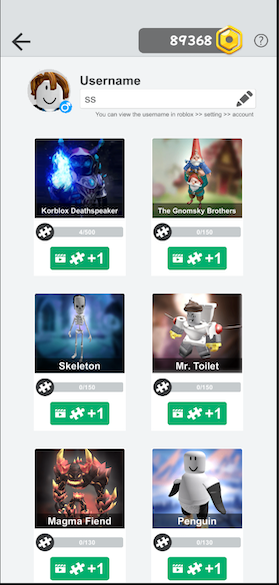 89368
?
Username
ss
You can view the username in roblox >> setting >> account
Korblox Deathspeaker
The Gnomsky Brothers
4/500
0/150
+1
+1
Skeleton
Mr. Toilet
0/150
0/150
+1
+1
Magma Fiend
Penguin
0/130
0/130
+1
+1